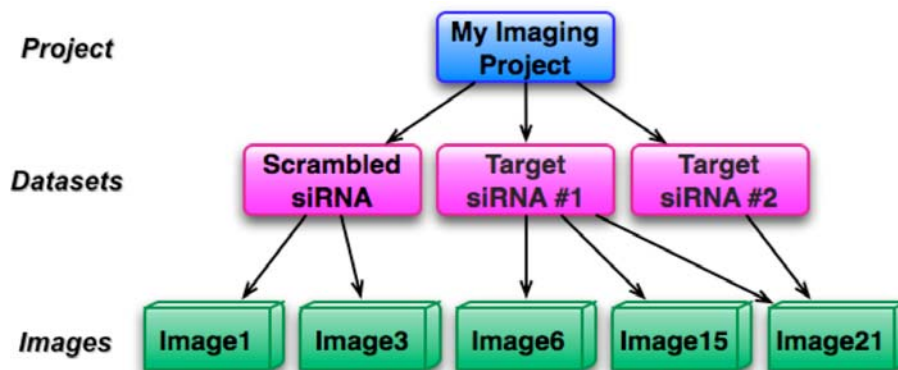 Project
My Imaging
Project
Datasets
Scrambled
siRNA
Target
siRNA #1
Target
siRNA #2
Images
Image1
Image3
Image6
Image15
Image21